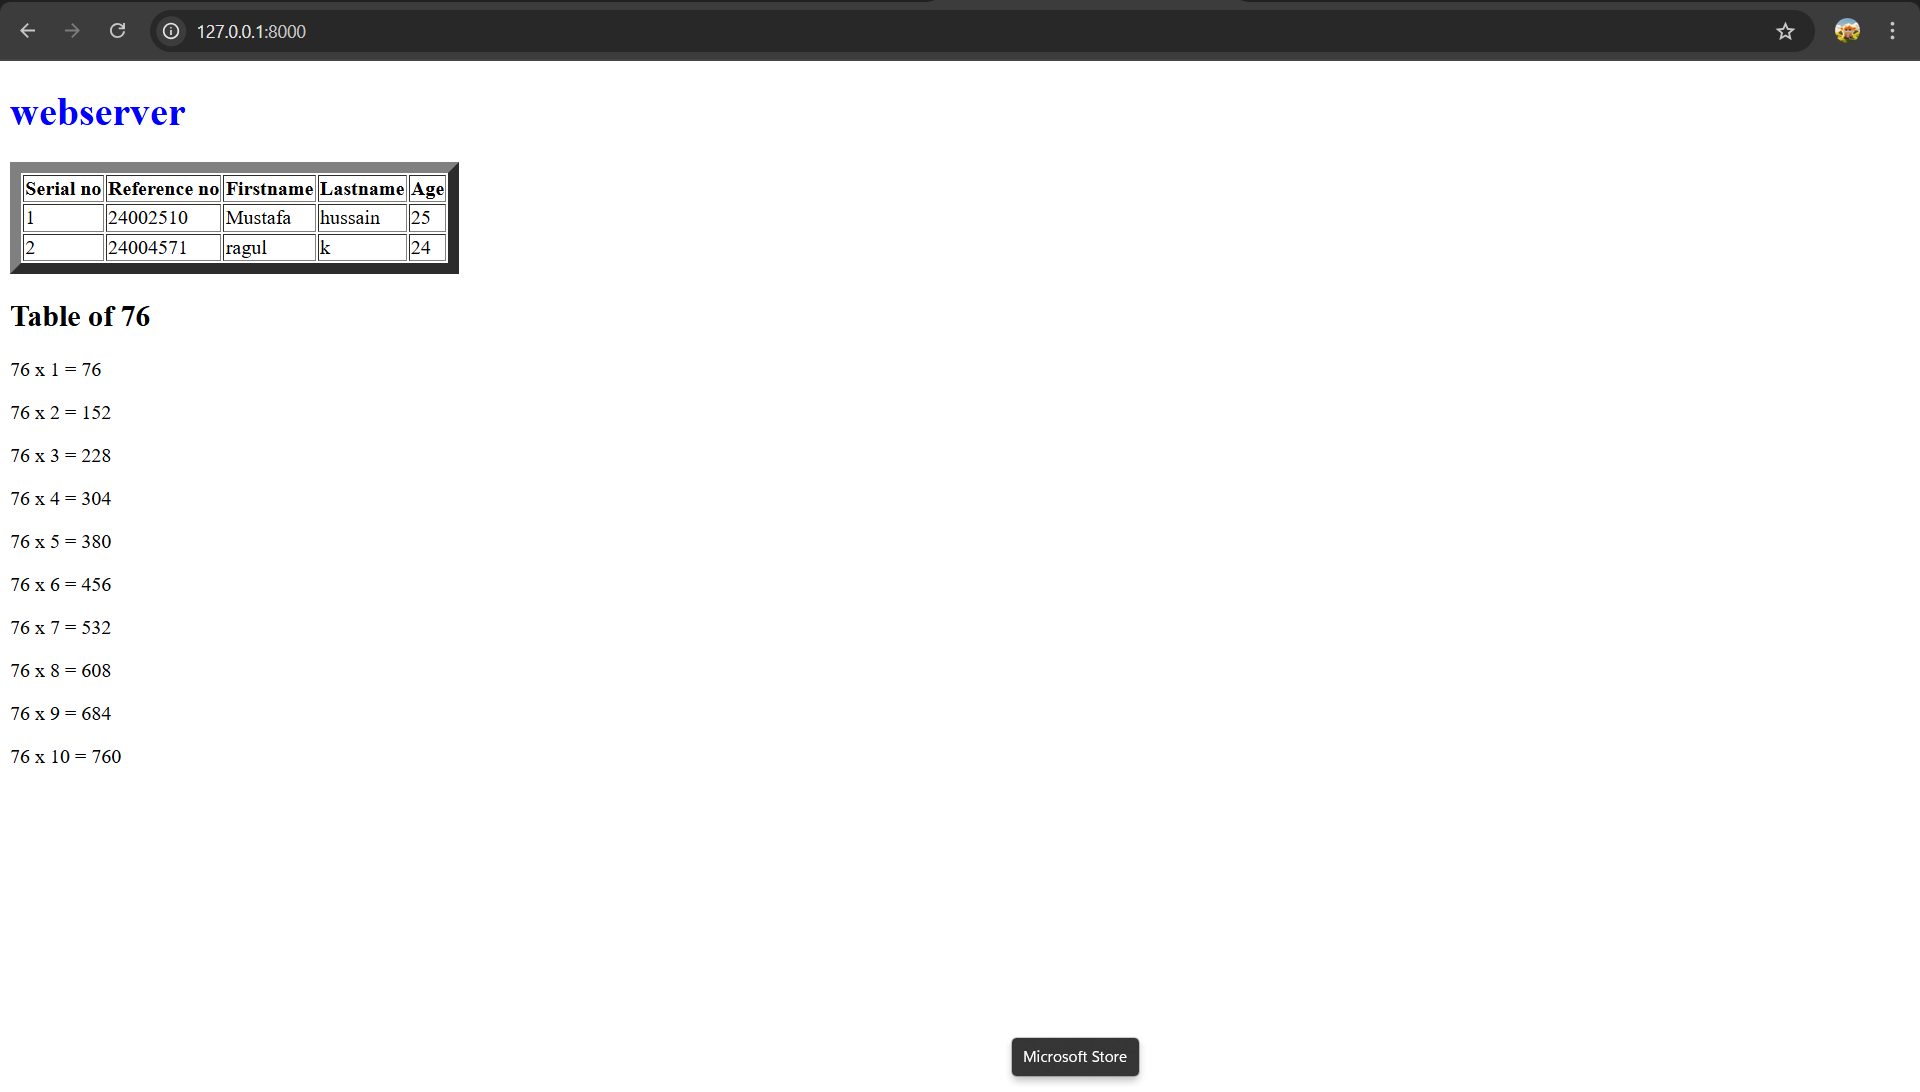 127.0.0.1:8000
webserver
Serial no Reference no Firstname Lastname Age
1 24002510 Mustafa hussain 25
2 24004571 ragul k 24
Table of 76
76 x 1 = 76
76 x 2 = 152
76 x 3 = 228
76 x 4 = 304
76 x 5 = 380
76 x 6 = 456
76 x 7 = 532
76 x 8 = 608
76 x 9 = 684
76 x 10 = 760
Microsoft Store